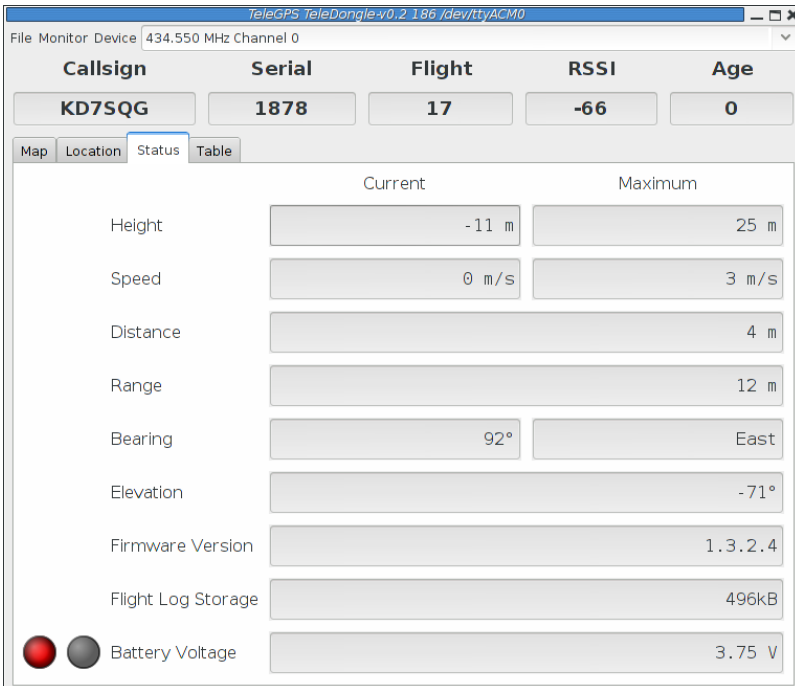 TeleGPS TeleDongle-v0.2 186 /dev/ttyACM0
File Monitor Device 434.550 MHz Channel 0
Callsign Serial Flight RSSI Age
KD7SQG 1878 17 -66 0
Map Location Status Table
Current Maximum
Height -11 m 25 m
Speed 0 m/s 3 m/s
Distance 4 m
Range 12 m
Bearing 92° East
Elevation -71°
Firmware Version 1.3.2.4
Flight Log Storage 496kB
Battery Voltage 3.75 V